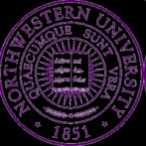 NORTHWESTERN UNIVERSITY
QUAECUMQUE SUNT VERA
1851